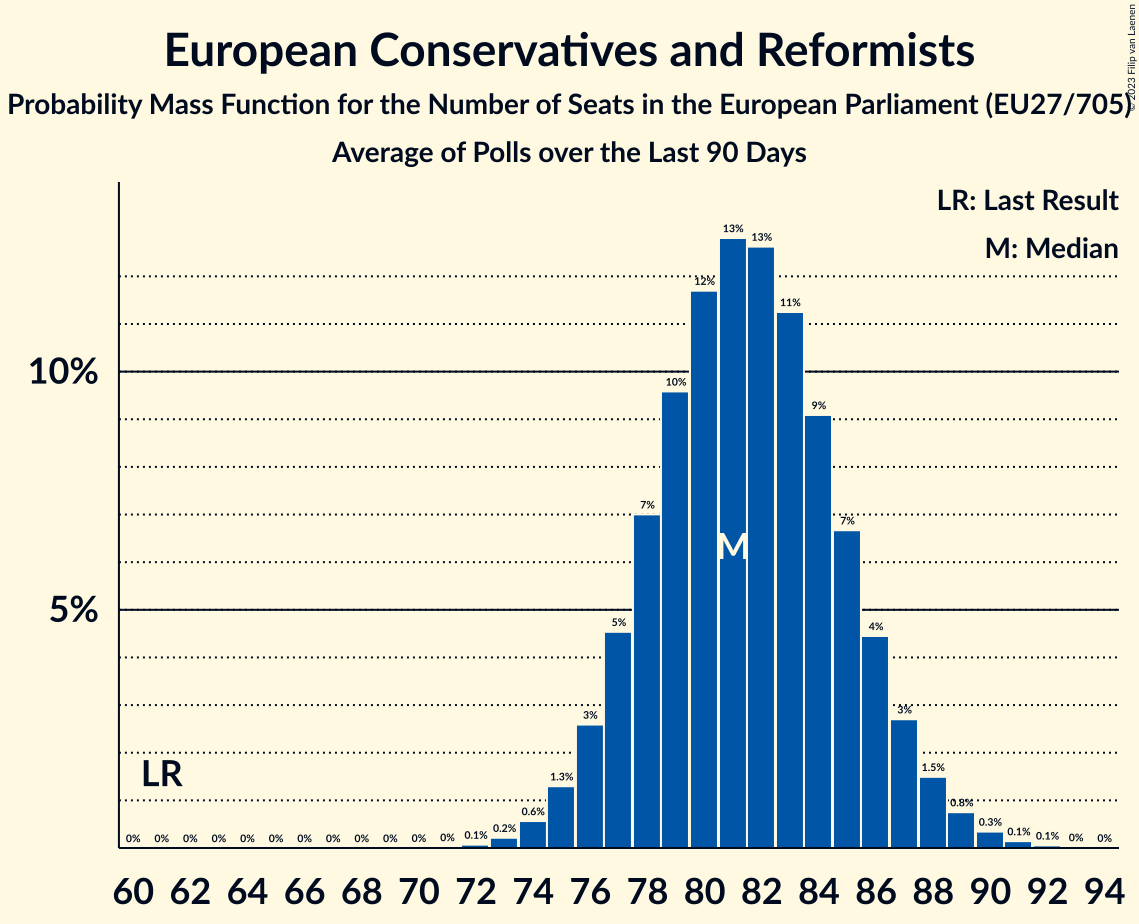 European Conservatives and Reformists
Probability Mass Function for the Number of Seats in the European Parliament (EU27/705)
Average of Polls over the Last 90 Days
© 2023 Filip van Laenen
LR: Last Result
M: Median
13%
13%
12%
11%
10%
10%
9%
7%
7%
M
5%
5%
4%
3%
3%
LR
1.5%
1.3%
0.8%
0.6%
0.3%
0.2%
0.1%
0.1%
0.1%
0% 0% 0% 0% 0% 0% 0% 0% 0% 0% 0% 0% 0% 0%
60 62 64 66 68 70 72 74 76 78 80 82 84 86 88 90 92 94